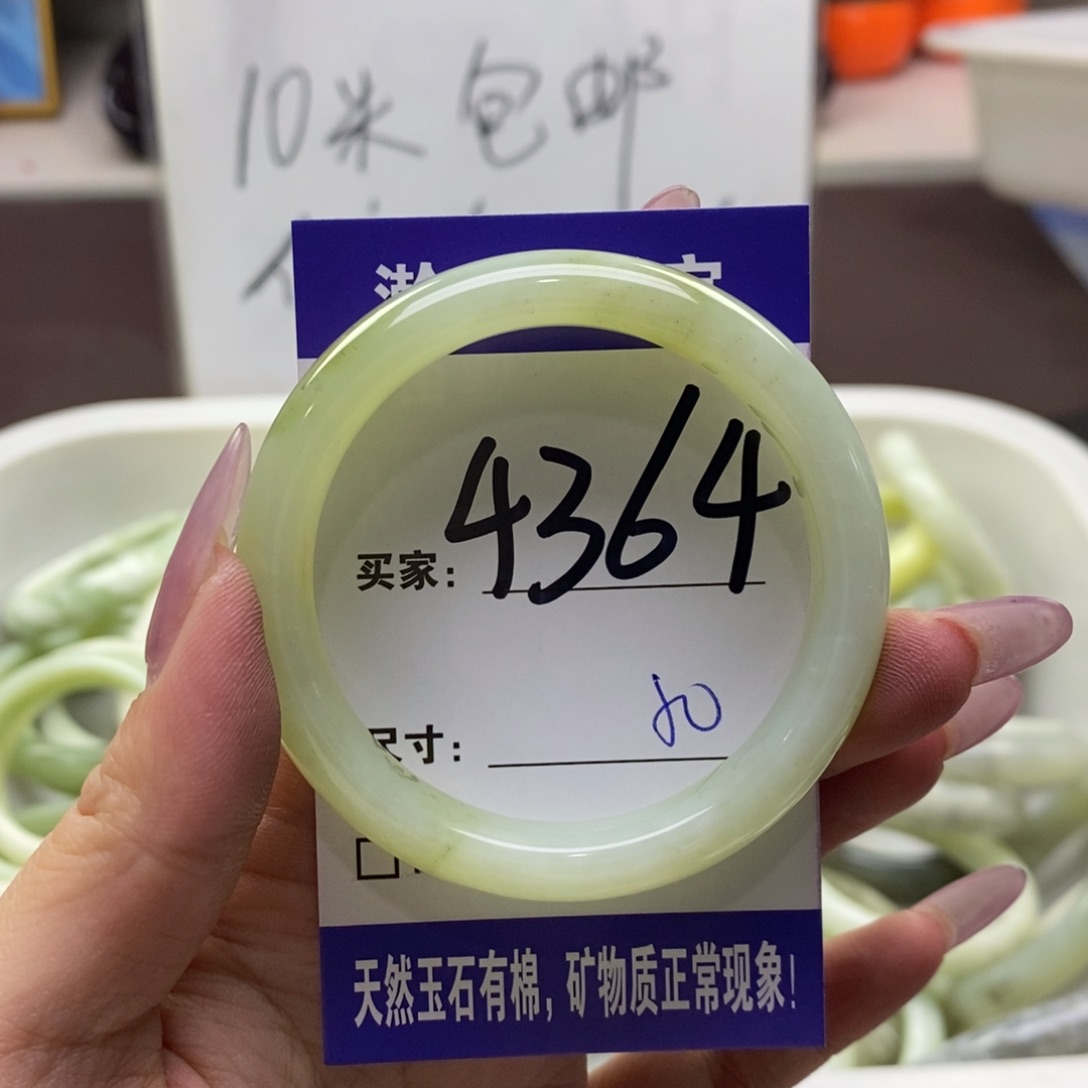 10米包邮
买家: 4364
尺寸:
天然玉石有棉, 矿物质正常现象!